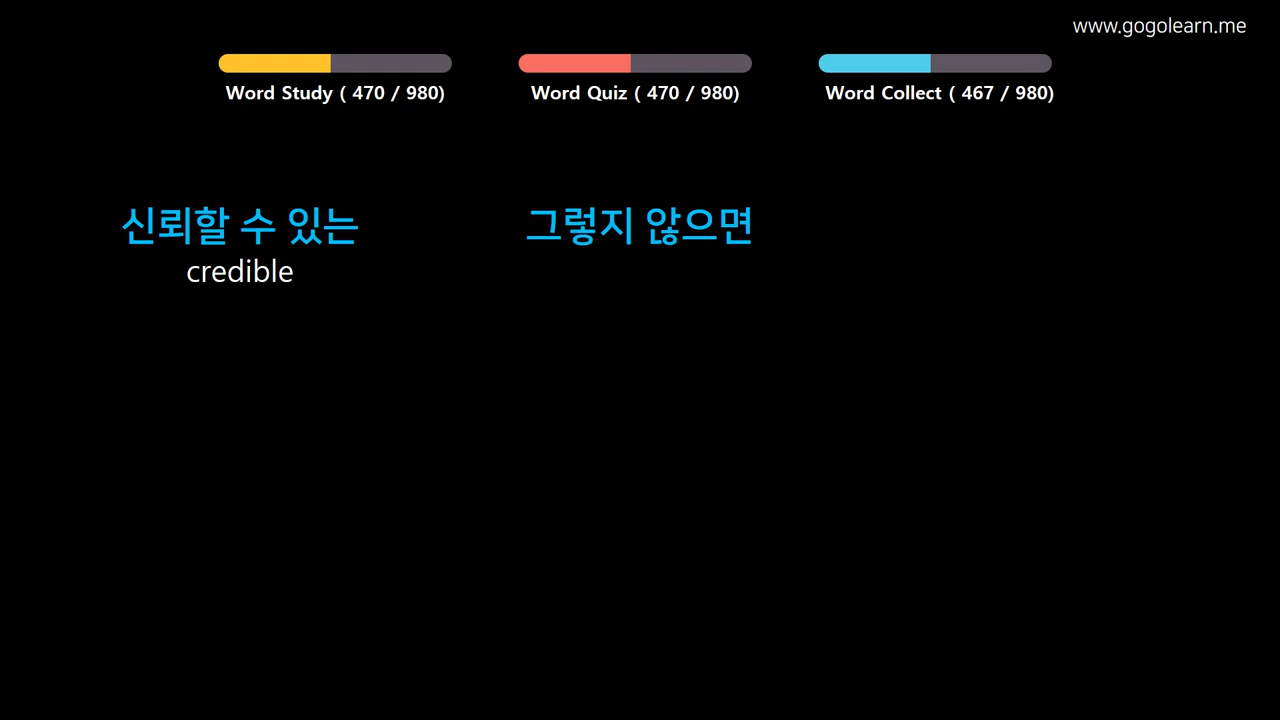 www.gogolearn.me
Word Study ( 470 / 980)
Word Quiz ( 470 / 980)
Word Collect ( 467 / 980)
신뢰할 수 있는
credible
그렇지 않으면